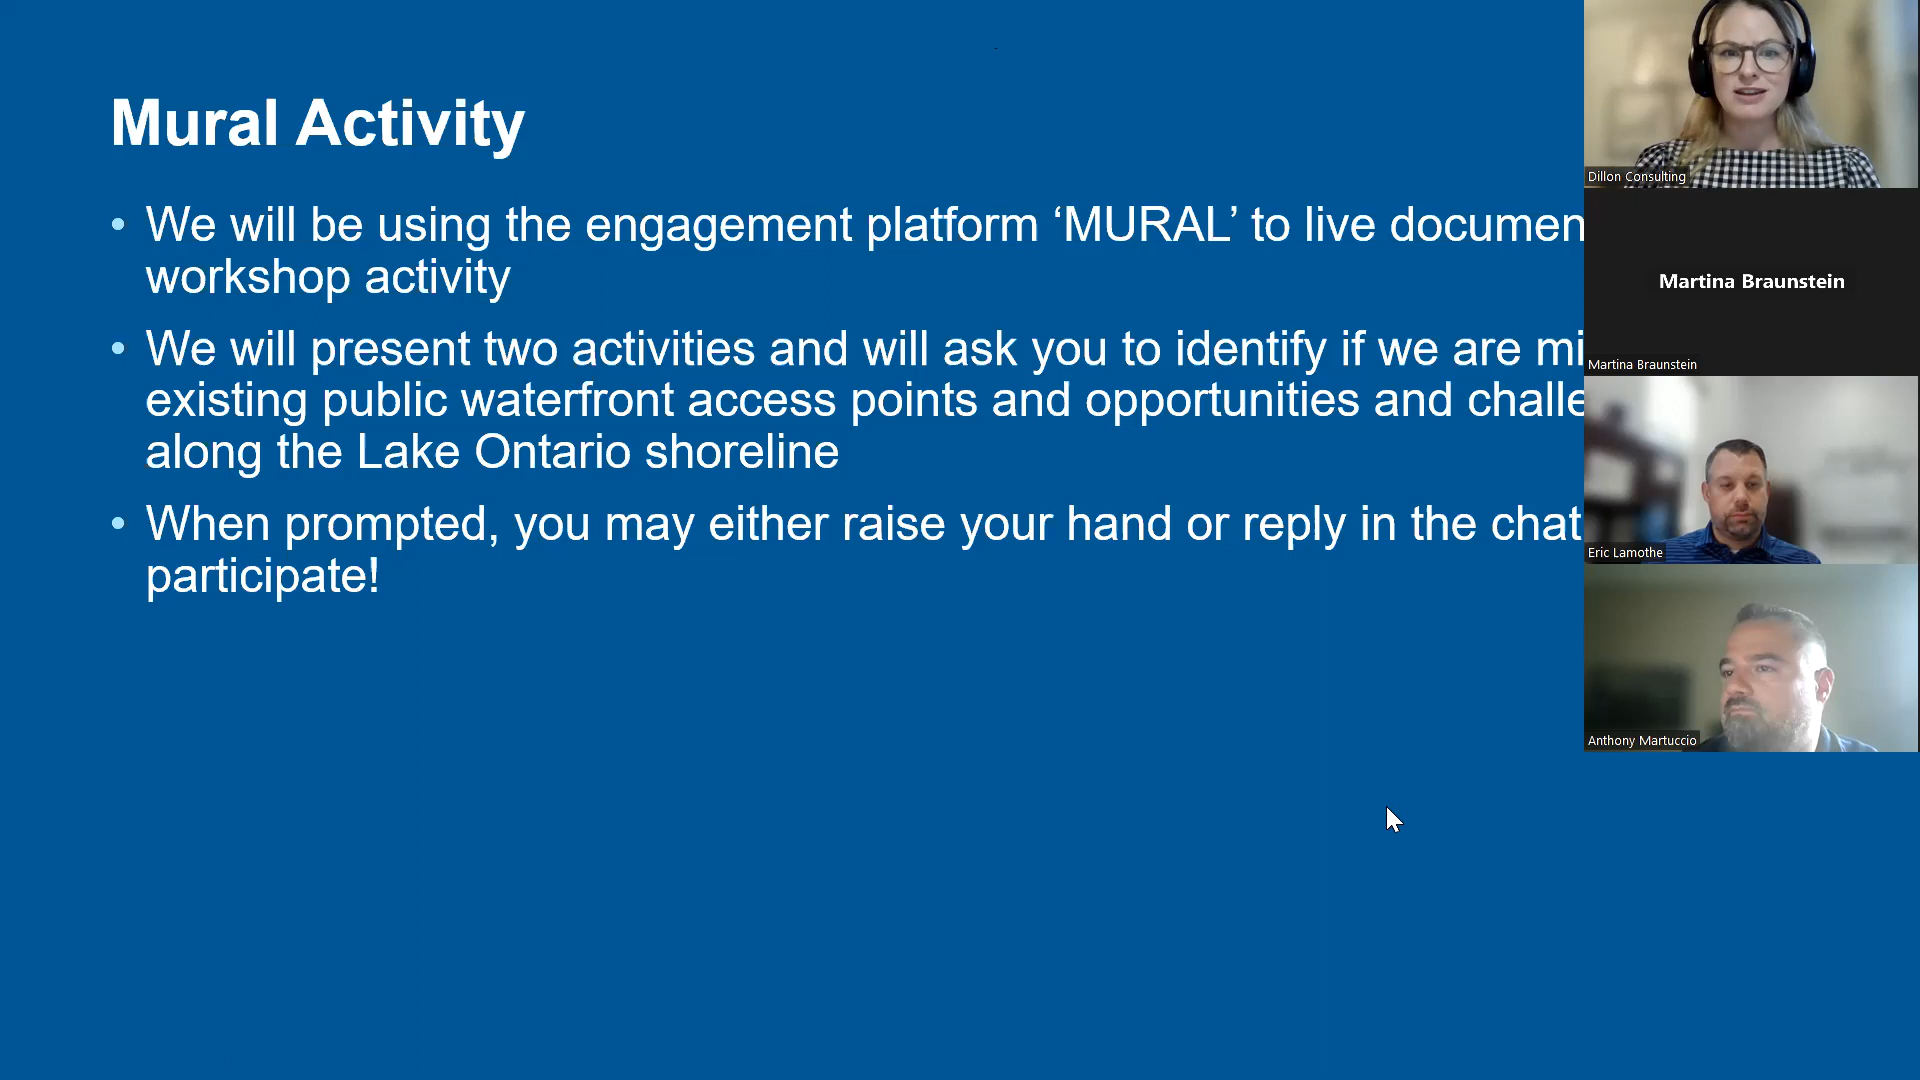 Mural Activity
• We will be using the engagement platform ‘MURAL’ to live documen
workshop activity
• We will present two activities and will ask you to identify if we are mi
existing public waterfront access points and opportunities and challe
along the Lake Ontario shoreline
• When prompted, you may either raise your hand or reply in the chat
participate!
Dillon Consulting
Martina Braunstein
Martina Braunstein
Eric Lamothe
Anthony Martuccio